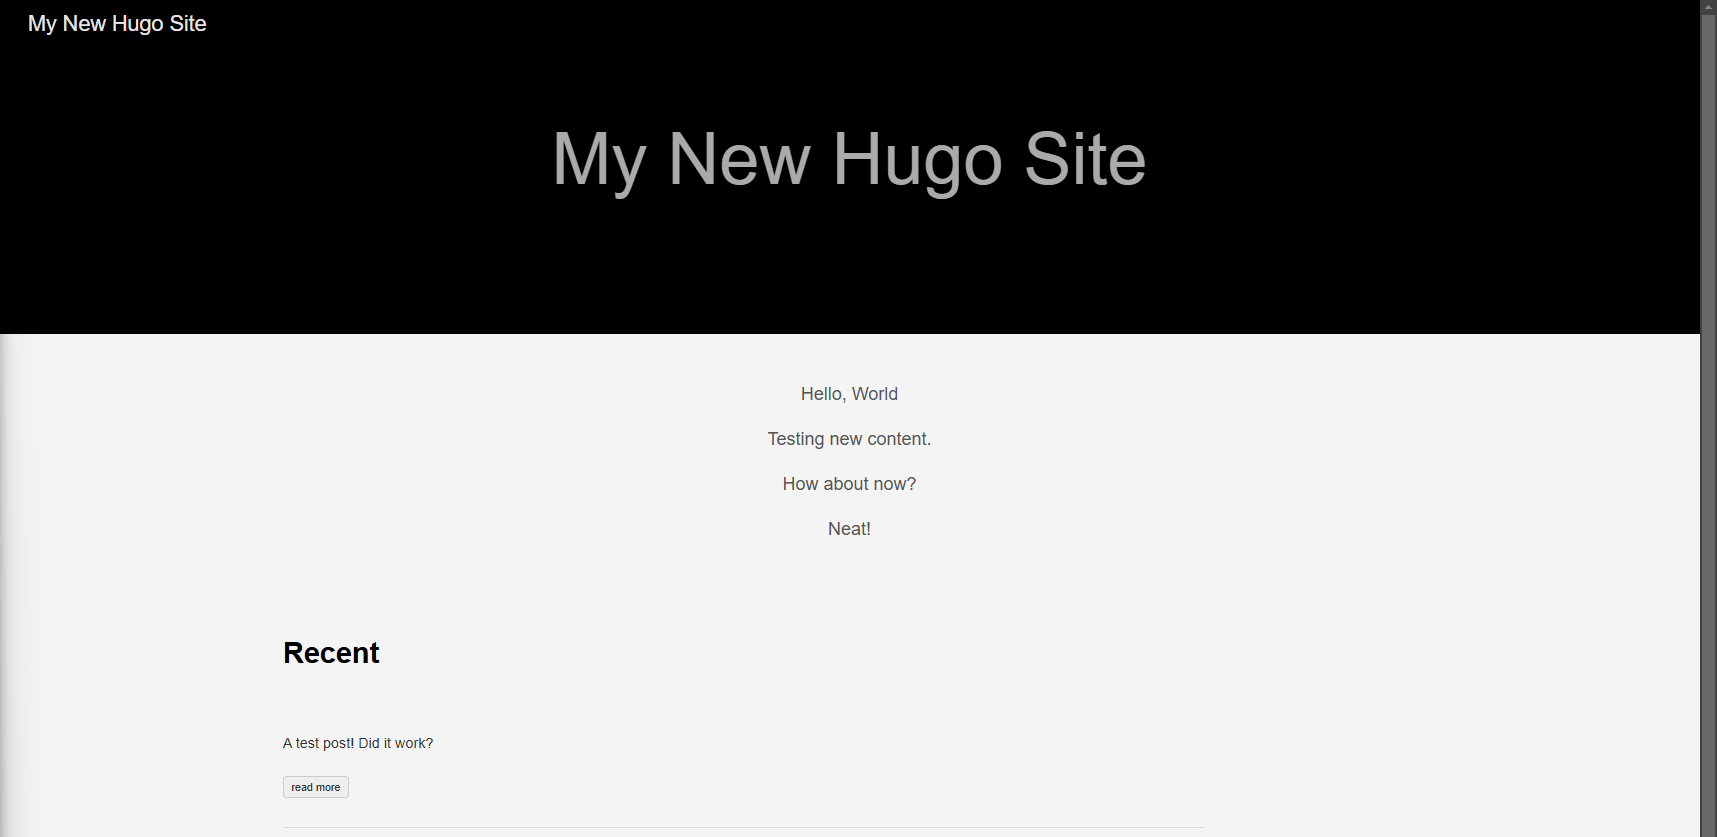 My New Hugo Site
My New Hugo Site
Hello, World
Testing new content.
How about now?
Neat!
Recent
A test post! Did it work?
read more